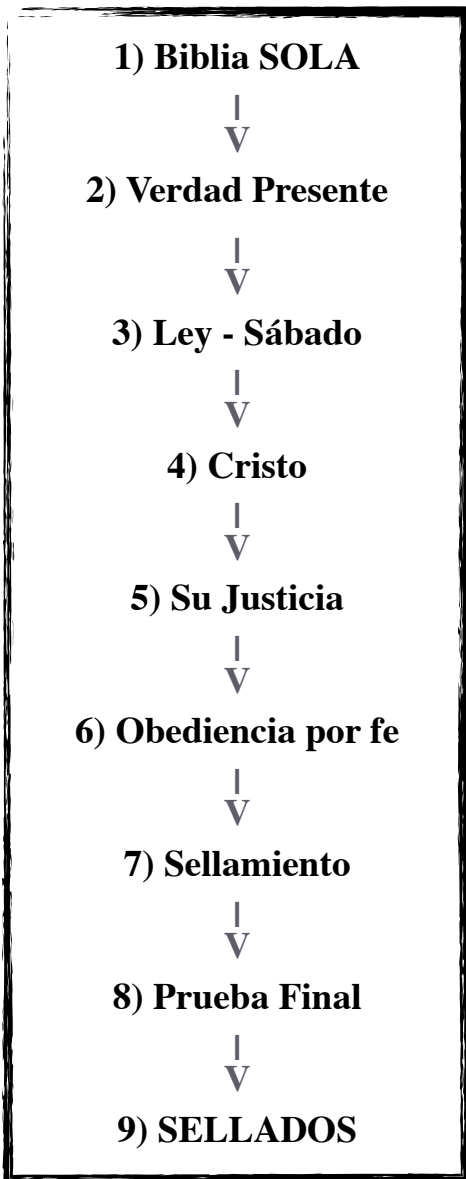 1) Biblia SOLA
|
V
2) Verdad Presente
|
V
3) Ley - Sábado
|
V
4) Cristo
|
V
5) Su Justicia
|
V
6) Obediencia por fe
|
V
7) Sellamiento
|
V
8) Prueba Final
|
V
9) SELLADOS